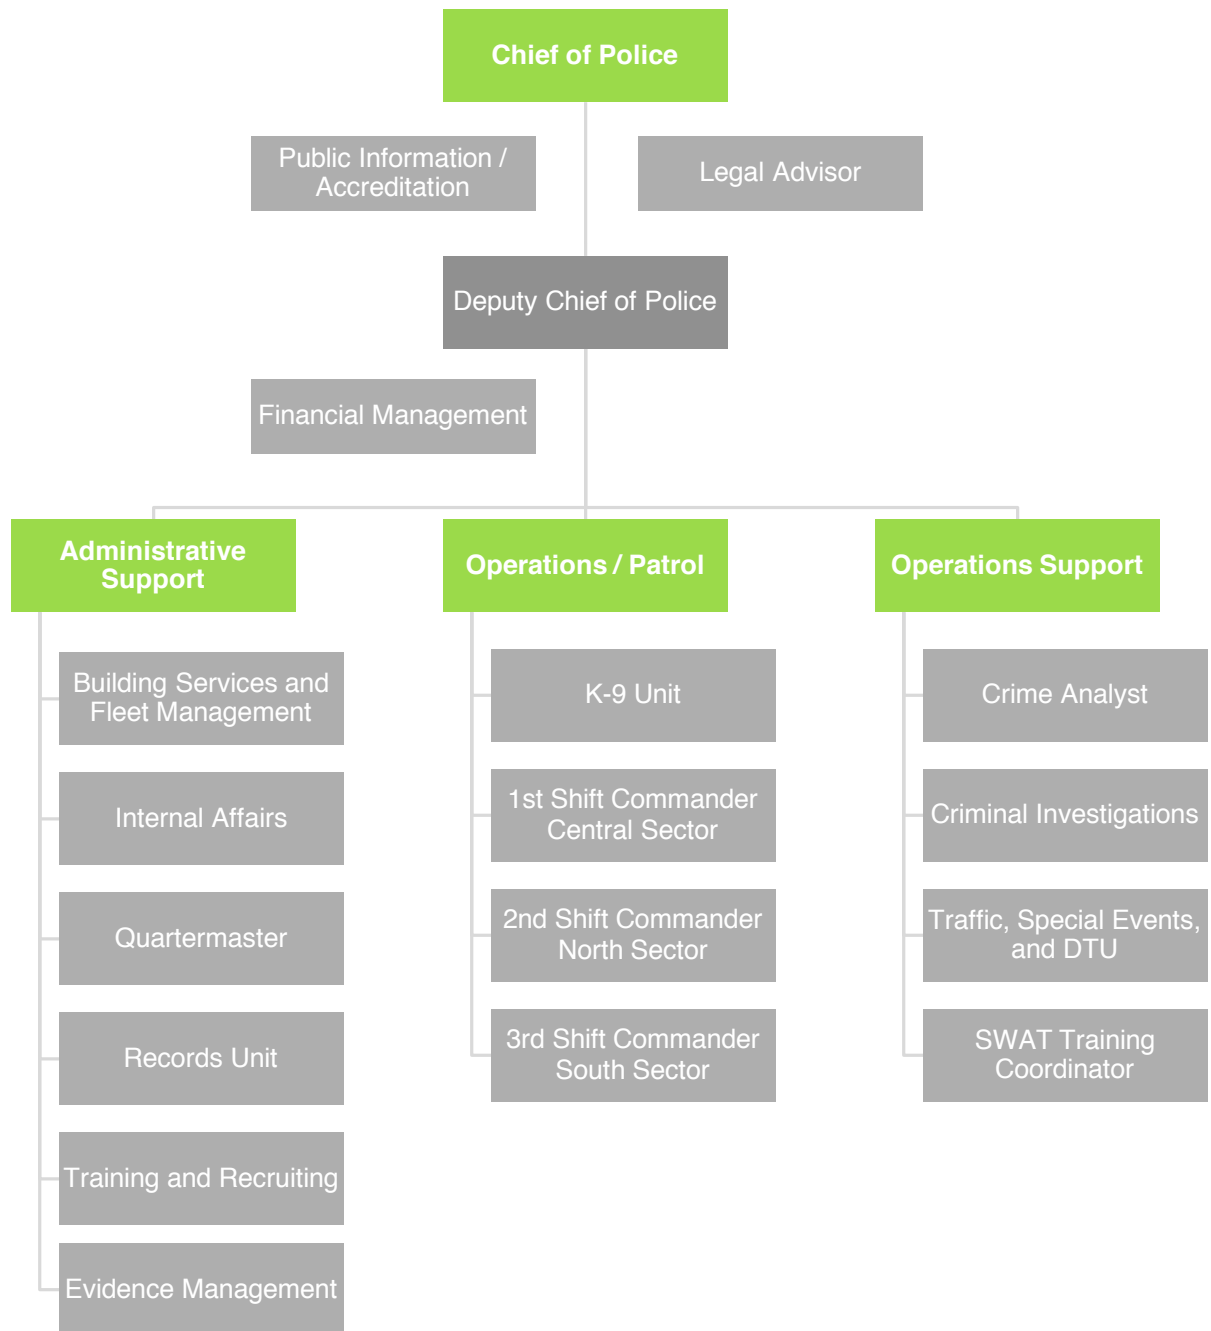 Chief of Police
Public Information /
Accreditation
Legal Advisor
Deputy Chief of Police
Financial Management
Administrative
Support
Building Services and
Fleet Management
Internal Affairs
Quartermaster
Records Unit
Training and Recruiting
Evidence Management
Operations / Patrol
K-9 Unit
1st Shift Commander
Central Sector
2nd Shift Commander
North Sector
3rd Shift Commander
South Sector
Operations Support
Crime Analyst
Criminal Investigations
Traffic, Special Events,
and DTU
SWAT Training
Coordinator